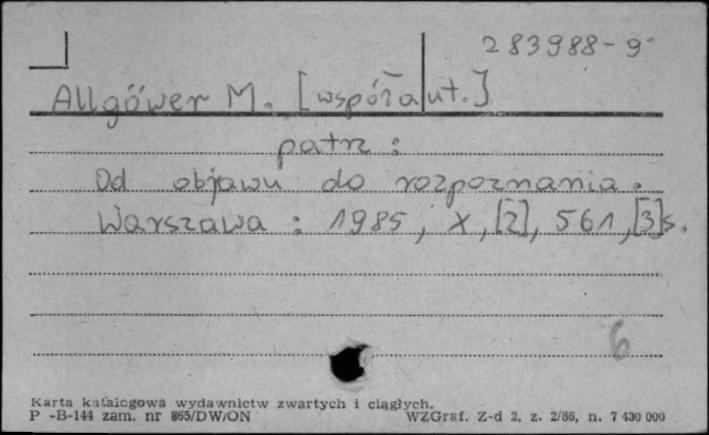 283988-9
Allgówer M. [współaut.]
patrz:
Od objawu do rozpoznania.
Warszawa: 1985, X, [2], 561, [3]s.
6
Karta katalogowa wydawnictw zwartych i ciągłych.
P -B-144 zam. nr 865/DW/ON WZGraf. Z-d 2, z. 2/86, n. 7 430 000